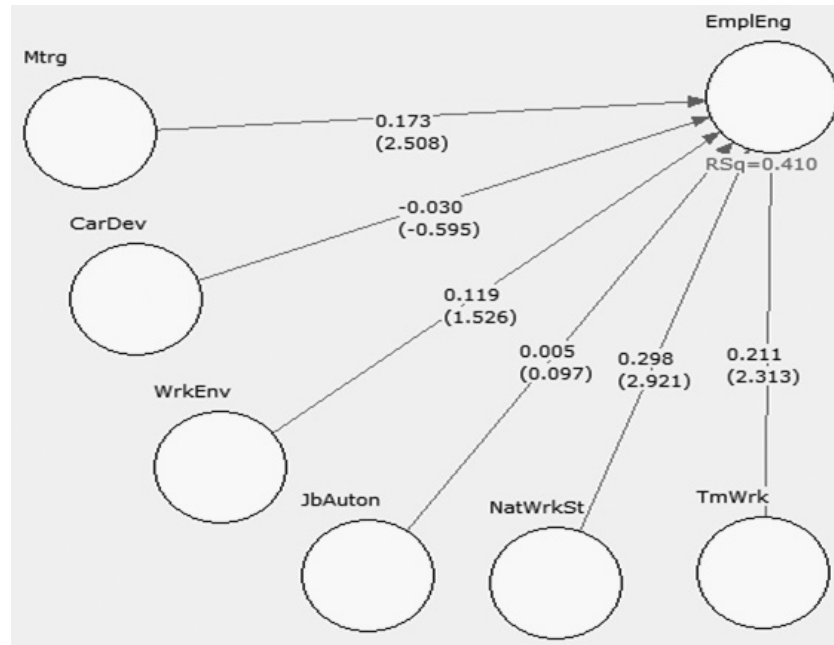 EmplEng
Mtrg
0.173
(2.508)
RSq=0.410
-0.030
(-0.595)
CarDev
0.119
(1.526)
0.005
(0.097)
0.298
(2.921)
0.211
(2.313)
WrkEnv
JbAuton
NatWrkSt
TmWrk